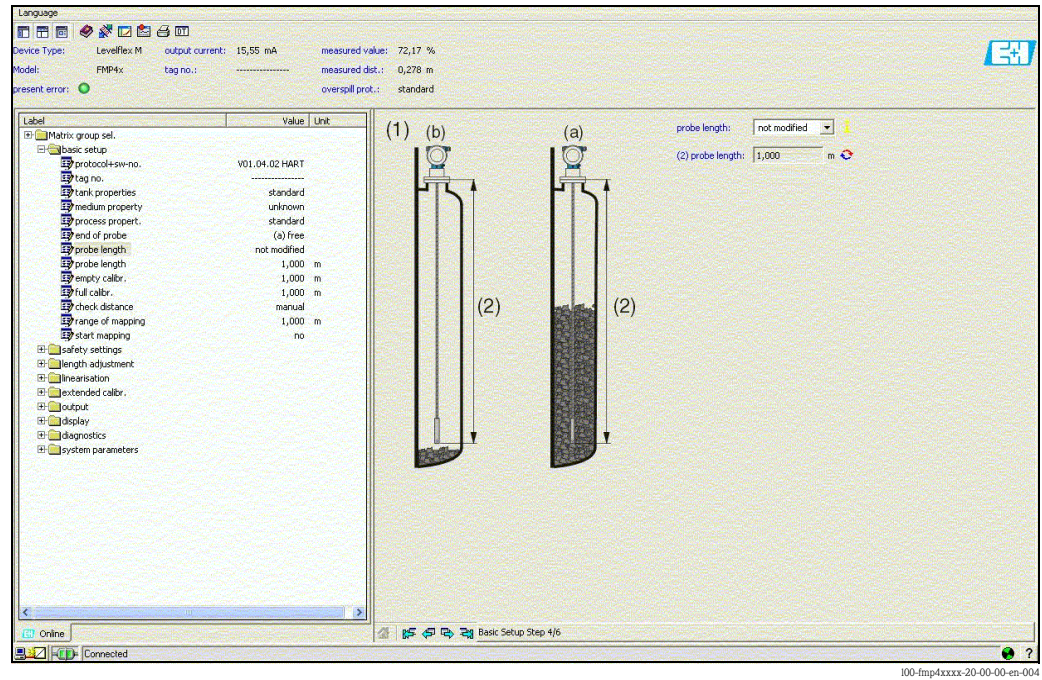 Language
Device Type: Levelflex M output current: 15,55 mA measured value: 72,17 %
Model: FMP4x tag no.: ---------------- measured dist.: 0,278 m
present error: overspill prot.: standard
E+H
Label Value Unit
Matrix group sel.
basic setup
protocol+sw-no. V01.04.02 HART
tag no. ----------------
tank properties standard
medium property unknown
process propert. standard
end of probe (a) free
probe length not modified
probe length 1,000 m
empty calibr. 1,000 m
full calibr. 1,000 m
check distance manual
range of mapping 1,000 m
start mapping no
safety settings
length adjustment
linearisation
extended calibr.
output
display
diagnostics
system parameters
(1) (b) (a)
(2) (2)
probe length: not modified
(2) probe length: 1,000 m
Online
Basic Setup Step 4/6
Connected
?
l00-fmp4xxxx-20-00-00-en-004